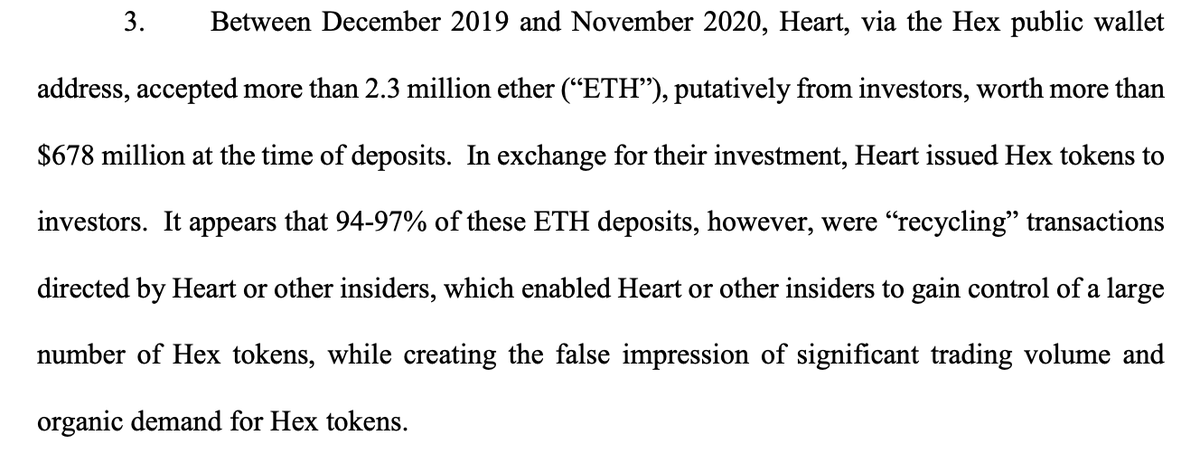 3. Between December 2019 and November 2020, Heart, via the Hex public wallet
address, accepted more than 2.3 million ether (“ETH”), putatively from investors, worth more than
$678 million at the time of deposits. In exchange for their investment, Heart issued Hex tokens to
investors. It appears that 94-97% of these ETH deposits, however, were “recycling” transactions
directed by Heart or other insiders, which enabled Heart or other insiders to gain control of a large
number of Hex tokens, while creating the false impression of significant trading volume and
organic demand for Hex tokens.